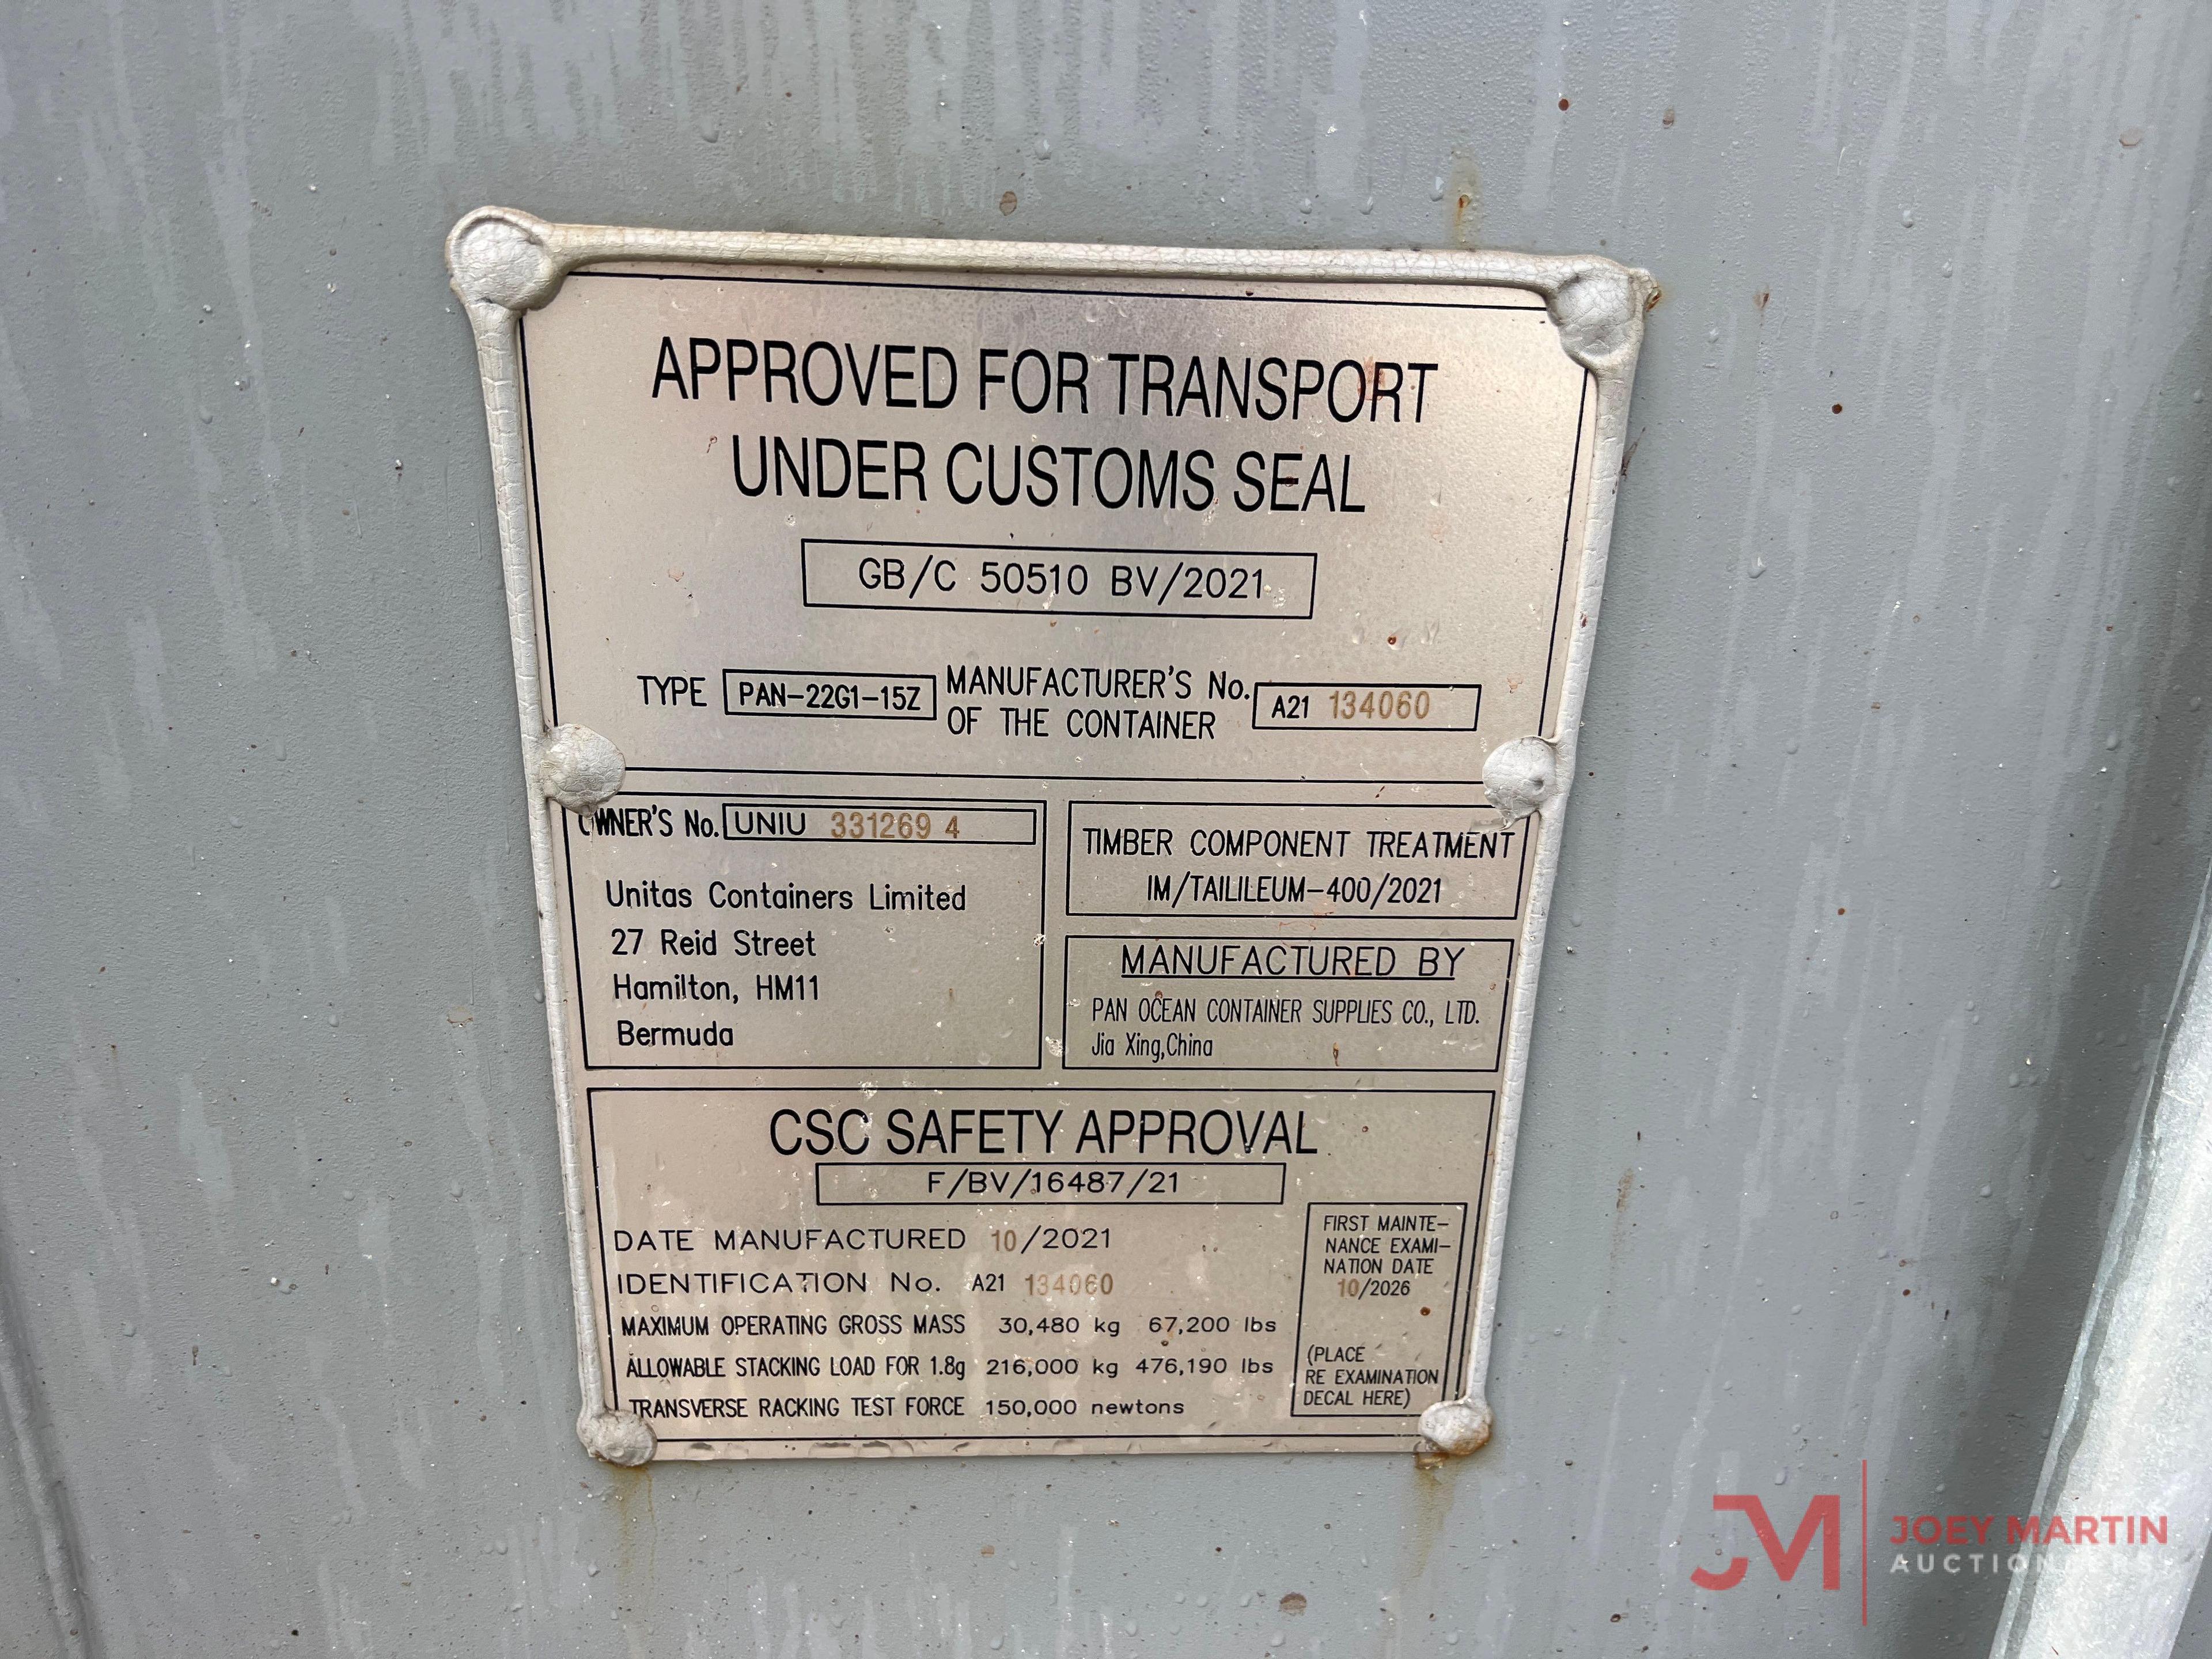 APPROVED FOR TRANSPORT
UNDER CUSTOMS SEAL
GB/C 50510 BV/2021
TYPE PAN-22G1-15Z MANUFACTURER'S No. A21 134060
OF THE CONTAINER
OWNER'S No. UNIU 331269 4
Unitas Containers Limited
27 Reid Street
Hamilton, HM11
Bermuda
TIMBER COMPONENT TREATMENT
IM/TAILILEUM-400/2021
MANUFACTURED BY
PAN OCEAN CONTAINER SUPPLIES CO., LTD.
Jia Xing,China
CSC SAFETY APPROVAL
F/BV/16487/21
DATE MANUFACTURED 10/2021
IDENTIFICATION No. A21 134060
MAXIMUM OPERATING GROSS MASS 30,480 kg 67,200 lbs
ALLOWABLE STACKING LOAD FOR 1.8g 216,000 kg 476,190 lbs
TRANSVERSE RACKING TEST FORCE 150,000 newtons
FIRST MAINTE-
NANCE EXAMI-
NATION DATE
10/2026
(PLACE
RE EXAMINATION
DECAL HERE)
JM
JOEY MARTIN
AUCTIONEERS